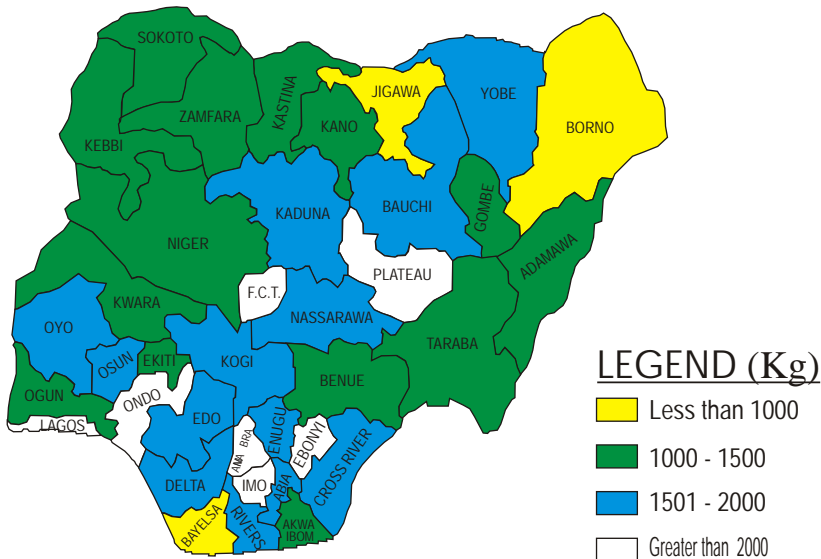 SOKOTO
KASTINA
JIGAWA
YOBE
ZAMFARA
KANO
BORNO
KEBBI
BAUCHI
GOMBE
KADUNA
NIGER
ADAMAWA
PLATEAU
F.C.T.
KWARA
NASSARAWA
OYO
TARABA
OSUN
EKITI
KOGI
BENUE
OGUN
ONDO
EDO
LAGOS
ENUGU
EBONYI
BRA
CROSS RIVER
DELTA
IMO
ABIA
BAYELSA
RIVERS
AKWA
IBOM
LEGEND (Kg)
Less than 1000
1000 - 1500
1501 - 2000
Greater than 2000